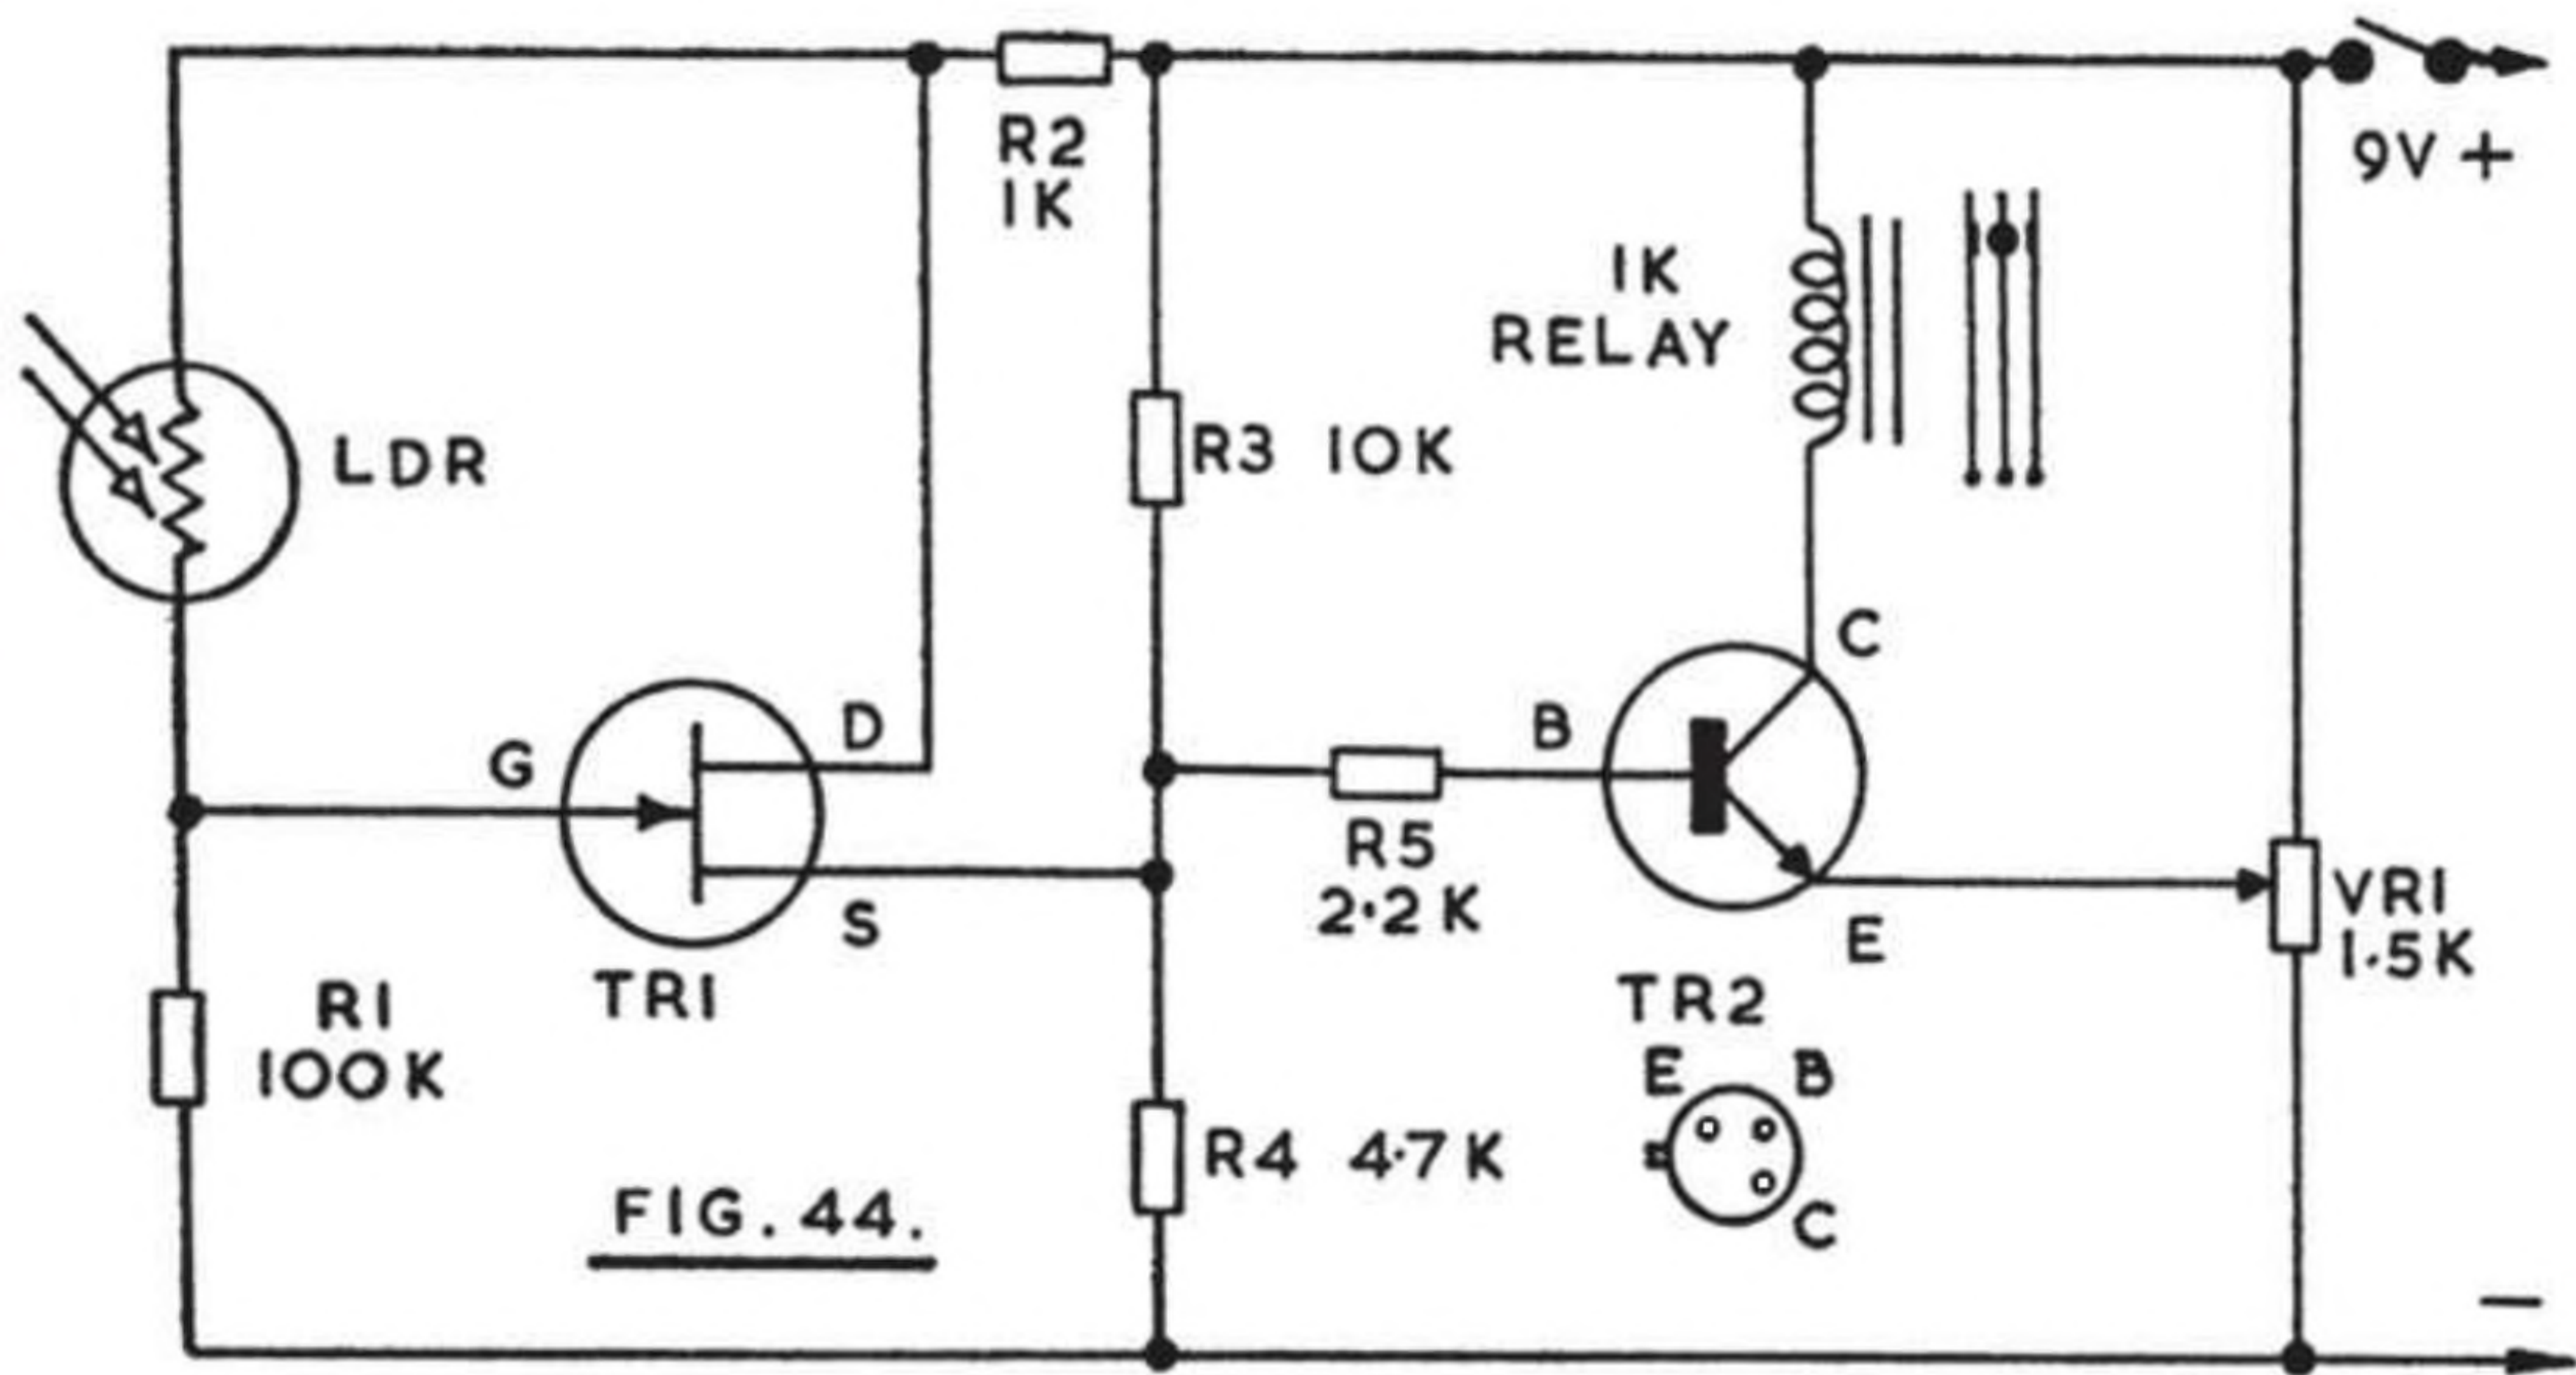 R2
1K
9V +
1K
RELAY
LDR
R3 10K
C
D
B
G
R5
2.2K
VR1
1.5K
S
E
TR1
TR2
R1
100K
E B
R4 4.7K
FIG. 44.
C
−